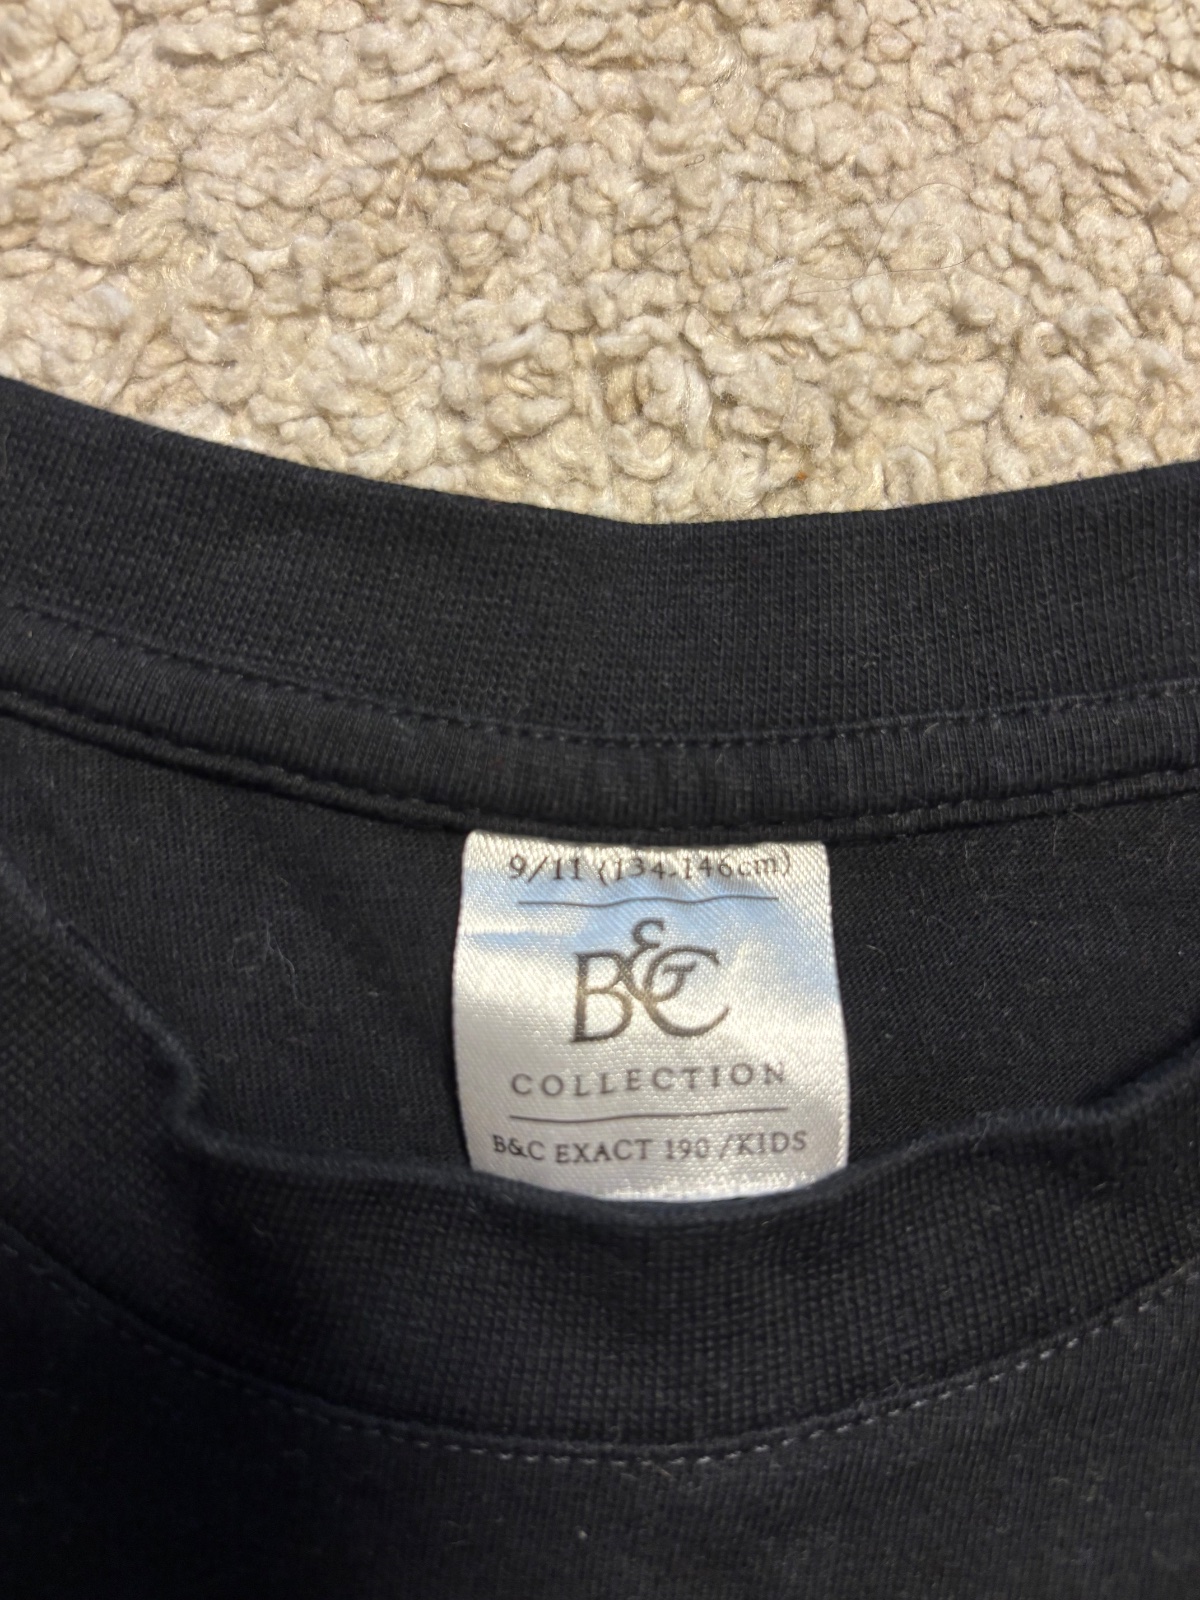 9/11 (134-146cm)
B&C
COLLECTION
B&C EXACT 190 /KIDS